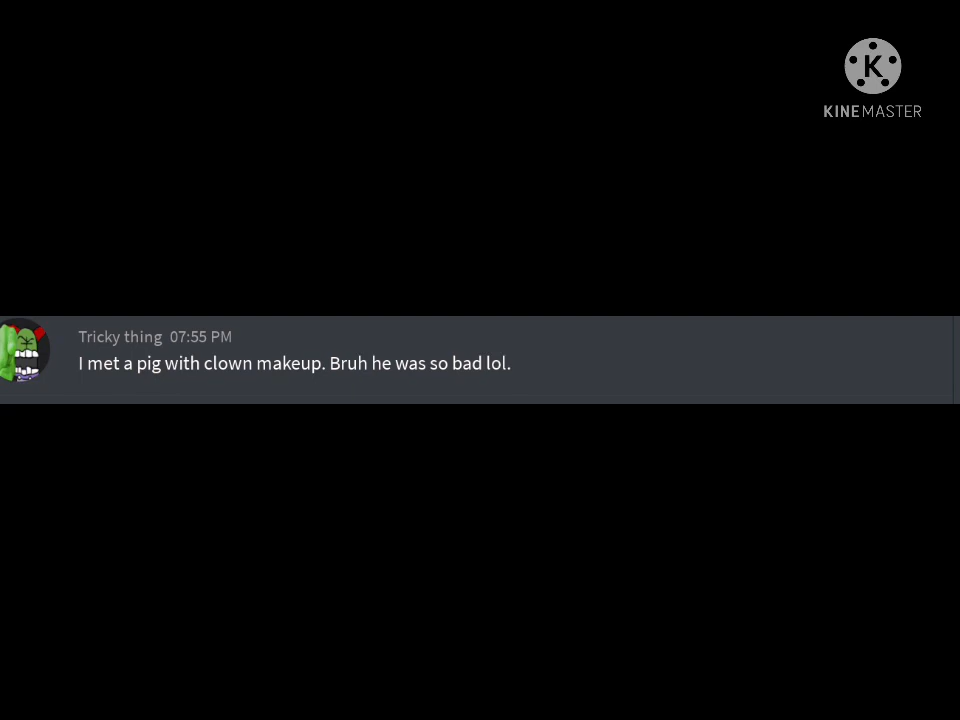 K
KINEMASTER
Tricky thing 07:55 PM
I met a pig with clown makeup. Bruh he was so bad lol.